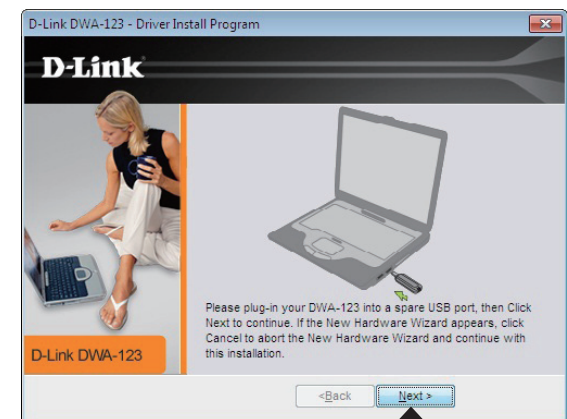 D-Link DWA-123 - Driver Install Program
D-Link
Please plug-in your DWA-123 into a spare USB port, then Click
Next to continue. If the New Hardware Wizard appears, click
Cancel to abort the New Hardware Wizard and continue with
this installation.
D-Link DWA-123
<Back
Next >